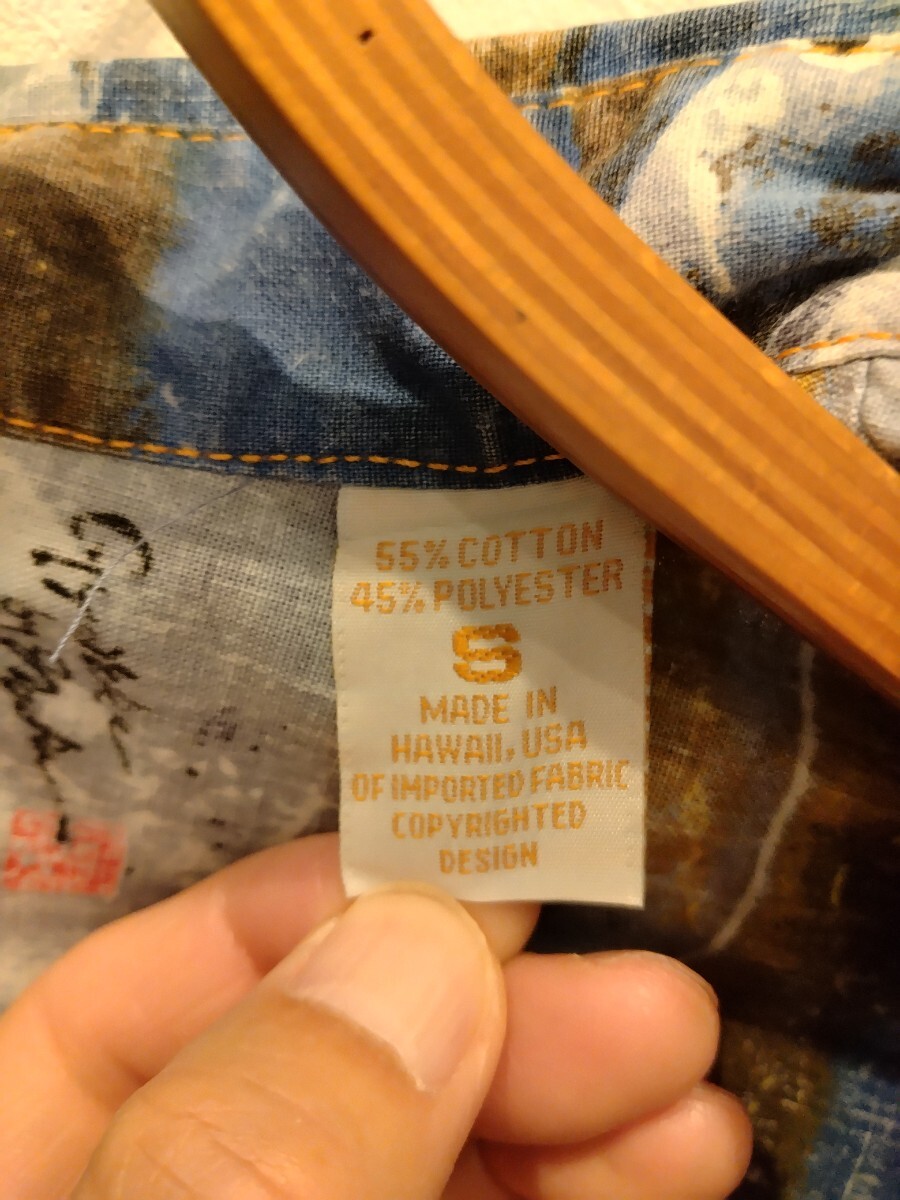 55% COTTON
45% POLYESTER
S
MADE IN
HAWAII, USA
OF IMPORTED FABRIC
COPYRIGHTED
DESIGN